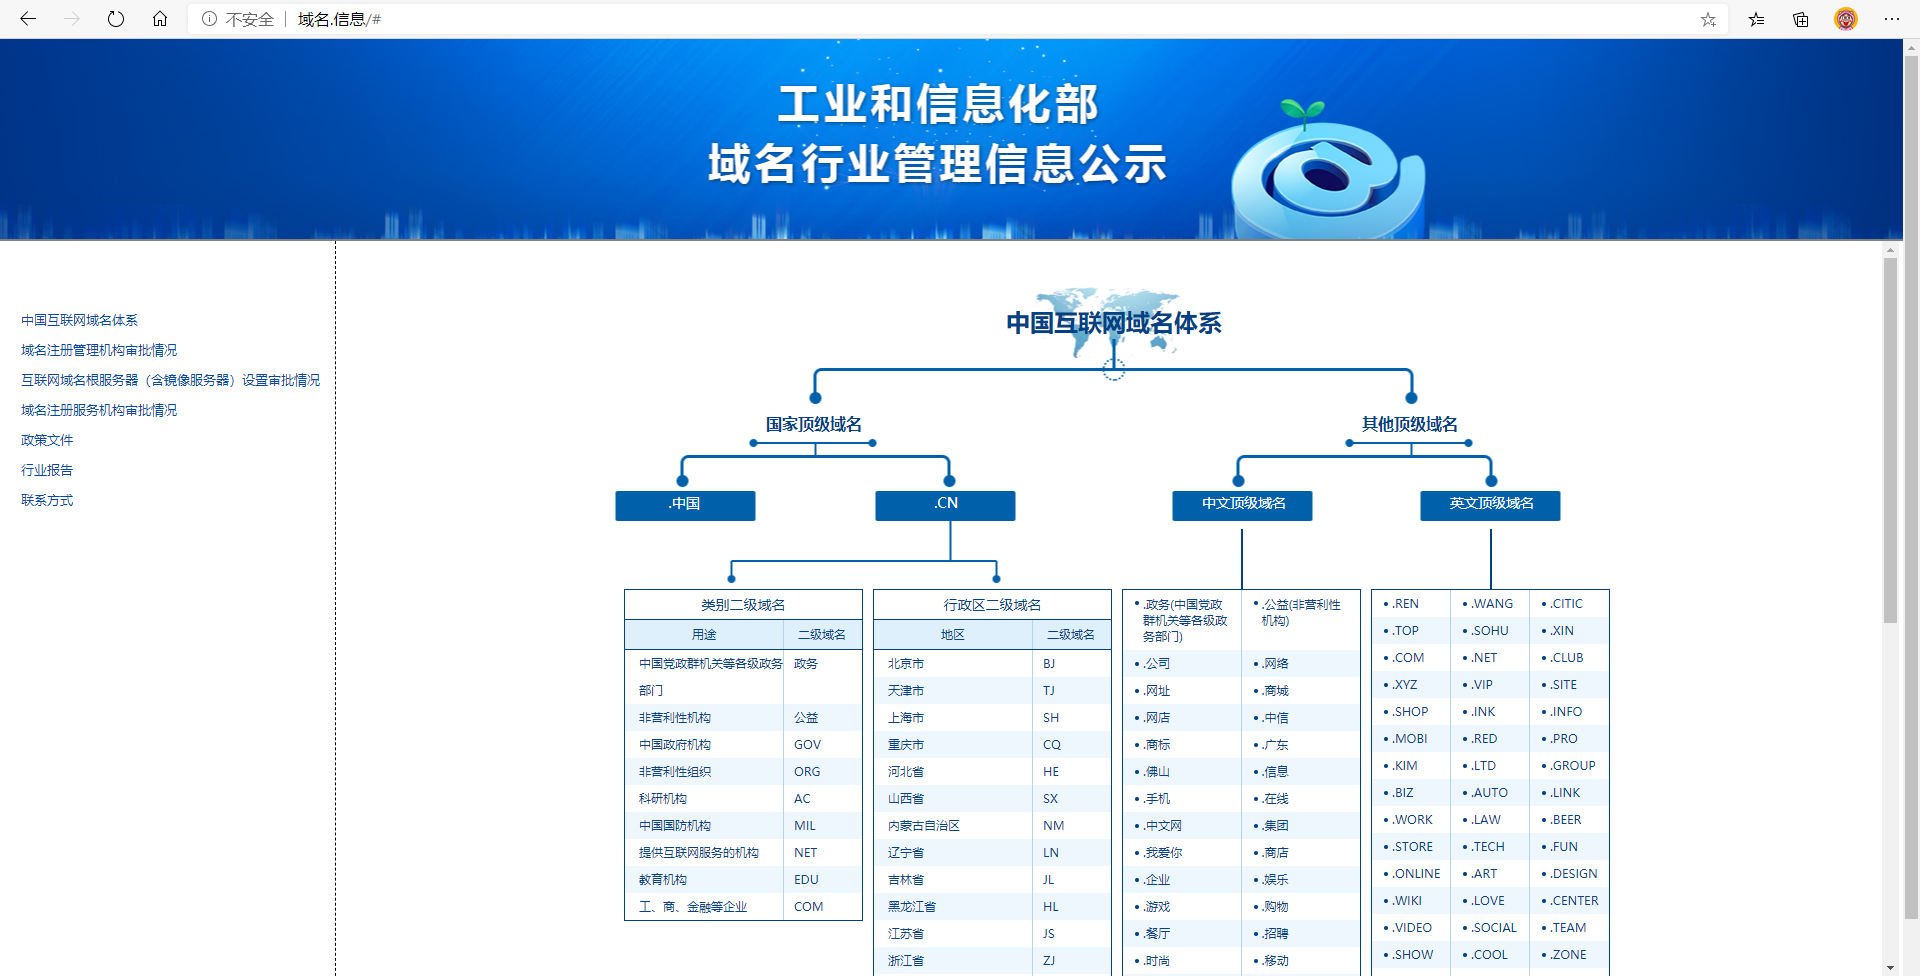 不安全 域名.信息/#
工业和信息化部
域名行业管理信息公示
中国互联网域名体系
域名注册管理机构审批情况
互联网域名根服务器（含镜像服务器）设置审批情况
域名注册服务机构审批情况
政策文件
行业报告
联系方式
中国互联网域名体系
国家顶级域名
其他顶级域名
.中国
.CN
中文顶级域名
英文顶级域名
类别二级域名
用途 二级域名
中国党政群机关等各级政务 政务
部门
非营利性机构 公益
中国政府机构 GOV
非营利性组织 ORG
科研机构 AC
中国国防机构 MIL
提供互联网服务的机构 NET
教育机构 EDU
工、商、金融等企业 COM
行政区二级域名
地区 二级域名
北京市 BJ
天津市 TJ
上海市 SH
重庆市 CQ
河北省 HE
山西省 SX
内蒙古自治区 NM
辽宁省 LN
吉林省 JL
黑龙江省 HL
江苏省 JS
浙江省 ZJ
.政务(中国党政 .公益(非营利性
群机关等各级政 机构)
务部门)
.公司 .网络
.网址 .商城
.网店 .中信
.商标 .广东
.佛山 .信息
.手机 .在线
.中文网 .集团
.我爱你 .商店
.企业 .娱乐
.游戏 .购物
.餐厅 .招聘
.时尚 .移动
.REN .WANG .CITIC
.TOP .SOHU .XIN
.COM .NET .CLUB
.XYZ .VIP .SITE
.SHOP .INK .INFO
.MOBI .RED .PRO
.KIM .LTD .GROUP
.BIZ .AUTO .LINK
.WORK .LAW .BEER
.STORE .TECH .FUN
.ONLINE .ART .DESIGN
.WIKI .LOVE .CENTER
.VIDEO .SOCIAL .TEAM
.SHOW .COOL .ZONE